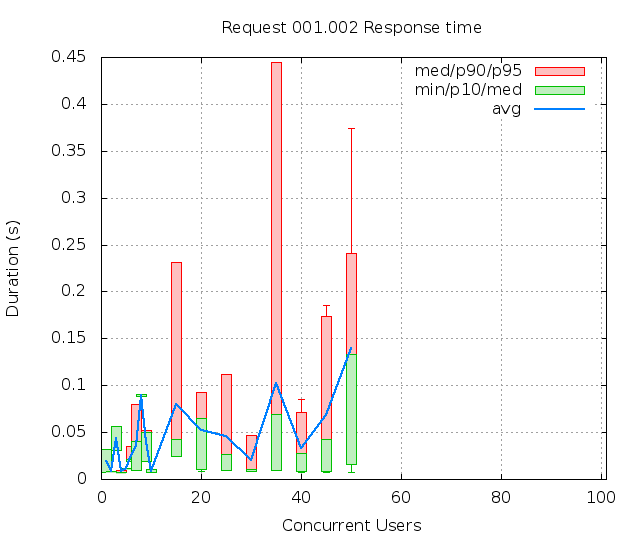 Request 001.002 Response time
0.45
0.4
0.35
0.3
0.25
0.2
0.15
0.1
0.05
0
med/p90/p95
min/p10/med
avg
Duration (s)
0 20 40 60 80 100
Concurrent Users